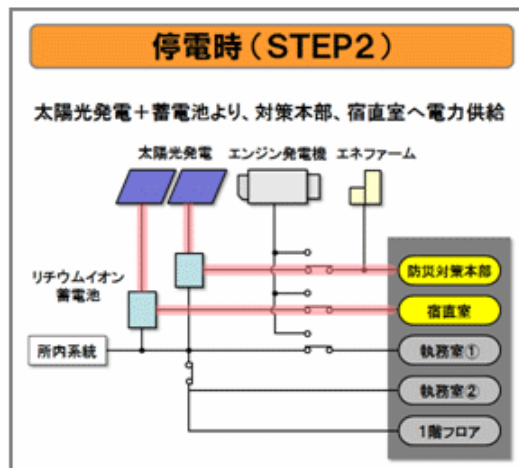 停電時（STEP2）
太陽光発電＋蓄電池より、対策本部、宿直室へ電力供給
太陽光発電 エンジン発電機 エネファーム
リチウムイオン
蓄電池
防災対策本部
宿直室
所内系統
執務室①
執務室②
1階フロア